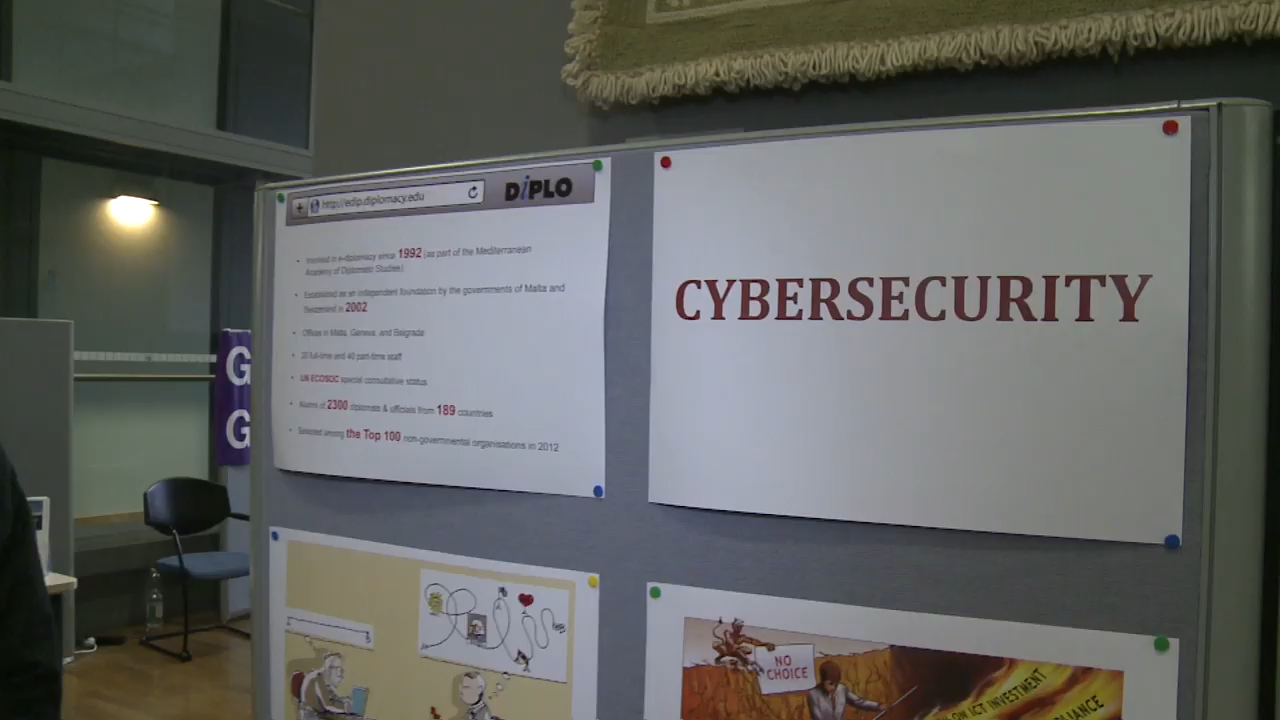 http://edip.diplomacy.edu
DiPLO
Involved in e-diplomacy since 1992 (as part of the Mediterranean
Academy of Diplomatic Studies)
Established as an independent foundation by the governments of Malta and
Switzerland in 2002
Offices in Malta, Geneva, and Belgrade
20 full-time and 40 part-time staff
UN ECOSOC special consultative status
Alumni of 2300 diplomats & officials from 189 countries
Selected among the Top 100 non-governmental organisations in 2012
CYBERSECURITY
NO
CHOICE
ON ICT INVESTMENT
G
G